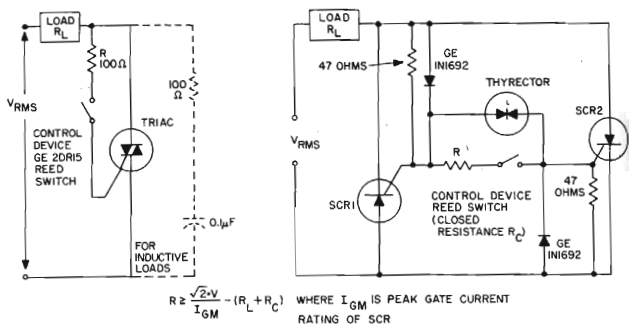 LOAD
RL
R
100Ω
100
Ω
VRMS
TRIAC
CONTROL
DEVICE
GE 2DR15
REED
SWITCH
0.1µF
FOR
INDUCTIVE
LOADS
LOAD
RL
47 OHMS
GE
IN1692
THYRECTOR
L
SCR2
VRMS
R
SCR1
CONTROL DEVICE
REED SWITCH
(CLOSED
RESISTANCE RC)
47
OHMS
GE
IN1692
R ≥ √2•V / IGM –(RL+RC) WHERE IGM IS PEAK GATE CURRENT
RATING OF SCR